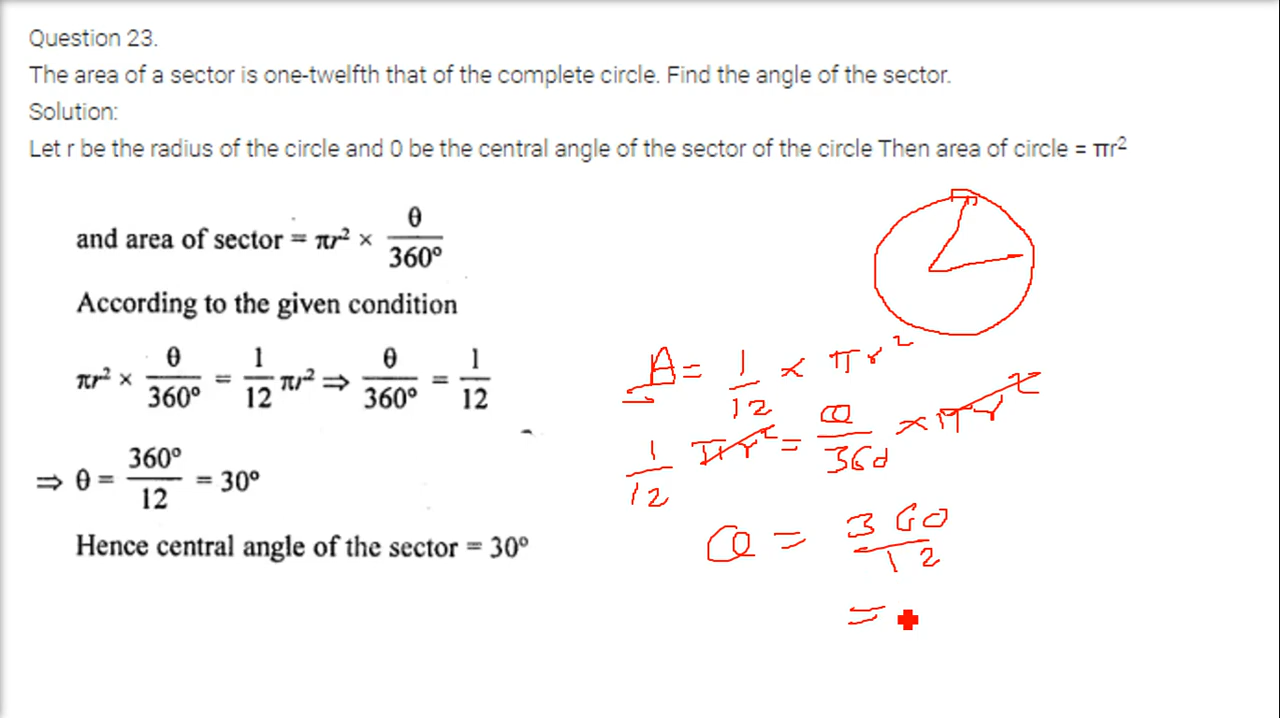 Question 23.
The area of a sector is one-twelfth that of the complete circle. Find the angle of the sector.
Solution:
Let r be the radius of the circle and 0 be the central angle of the sector of the circle Then area of circle = πr²
and area of sector = πr² × θ/360°
According to the given condition
πr² × θ/360° = 1/12 πr² ⇒ θ/360° = 1/12
⇒ θ = 360°/12 = 30°
Hence central angle of the sector = 30°
A = 1/12 × πr²
1/12 πr² = θ/360 × πr²
θ = 360/12
=